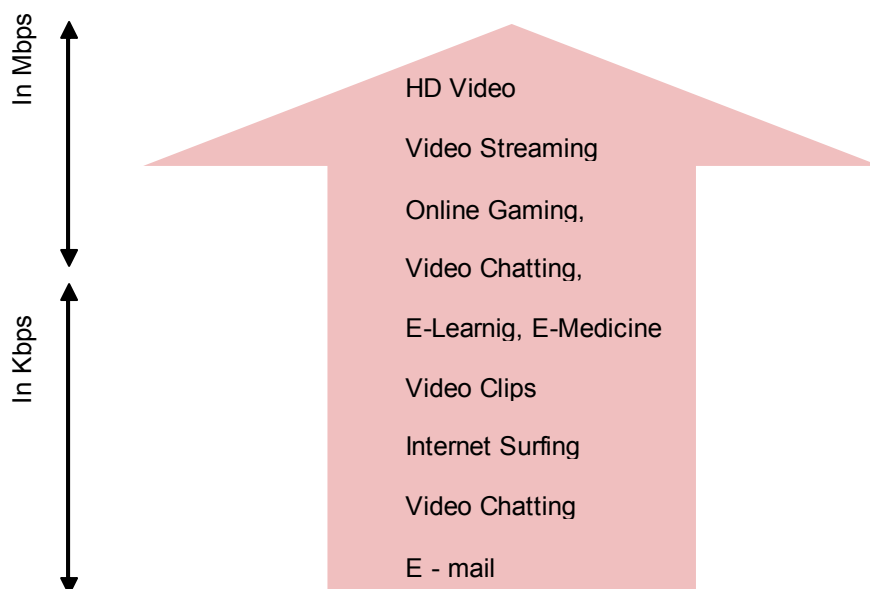 In Mbps
HD Video
Video Streaming
Online Gaming,
Video Chatting,
In Kbps
E-Learnig, E-Medicine
Video Clips
Internet Surfing
Video Chatting
E - mail